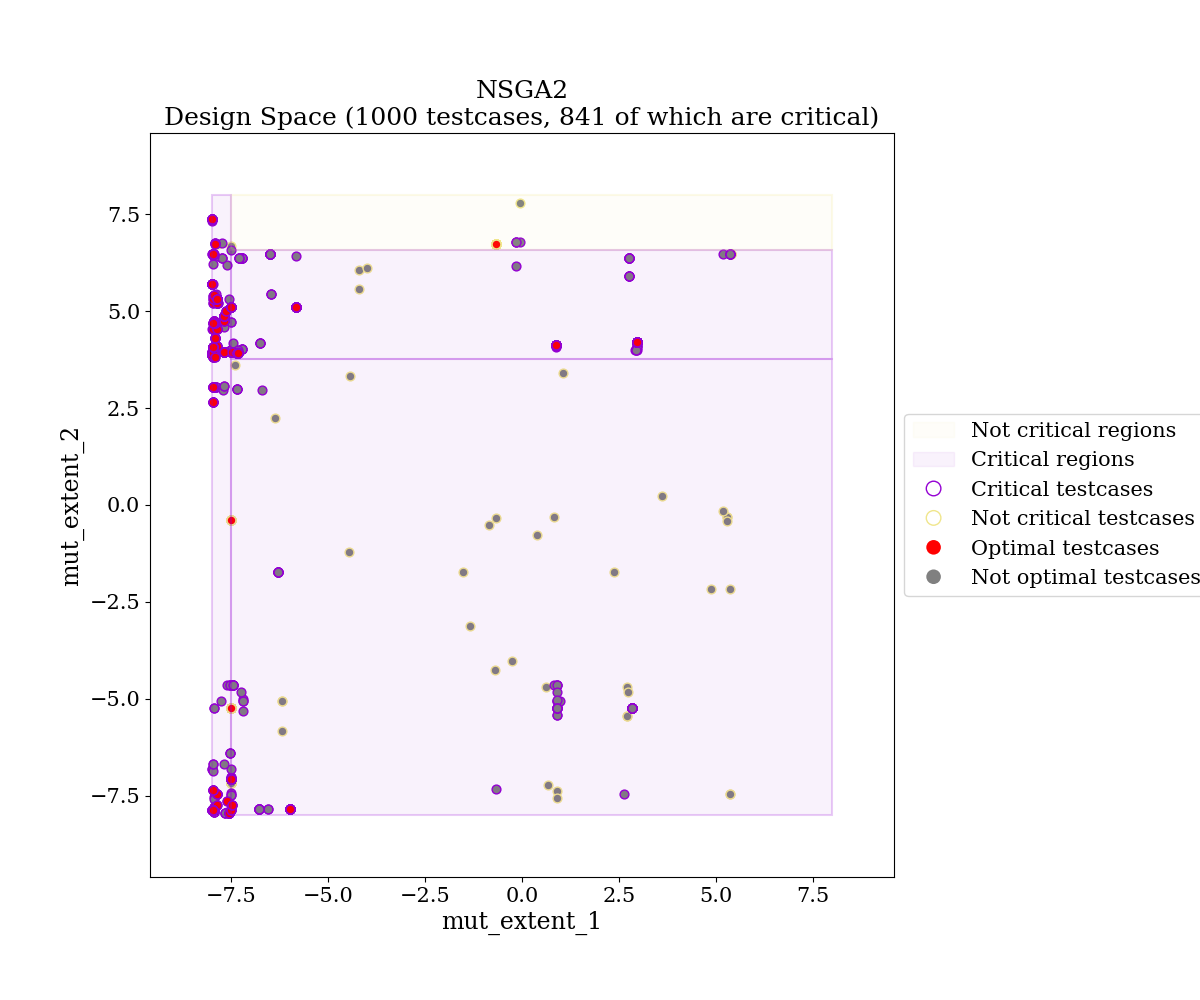 NSGA2
Design Space (1000 testcases, 841 of which are critical)
7.5
5.0
2.5
0.0
−2.5
−5.0
−7.5
mut_extent_2
−7.5
−5.0
−2.5
0.0
2.5
5.0
7.5
mut_extent_1
Not critical regions
Critical regions
Critical testcases
Not critical testcases
Optimal testcases
Not optimal testcases